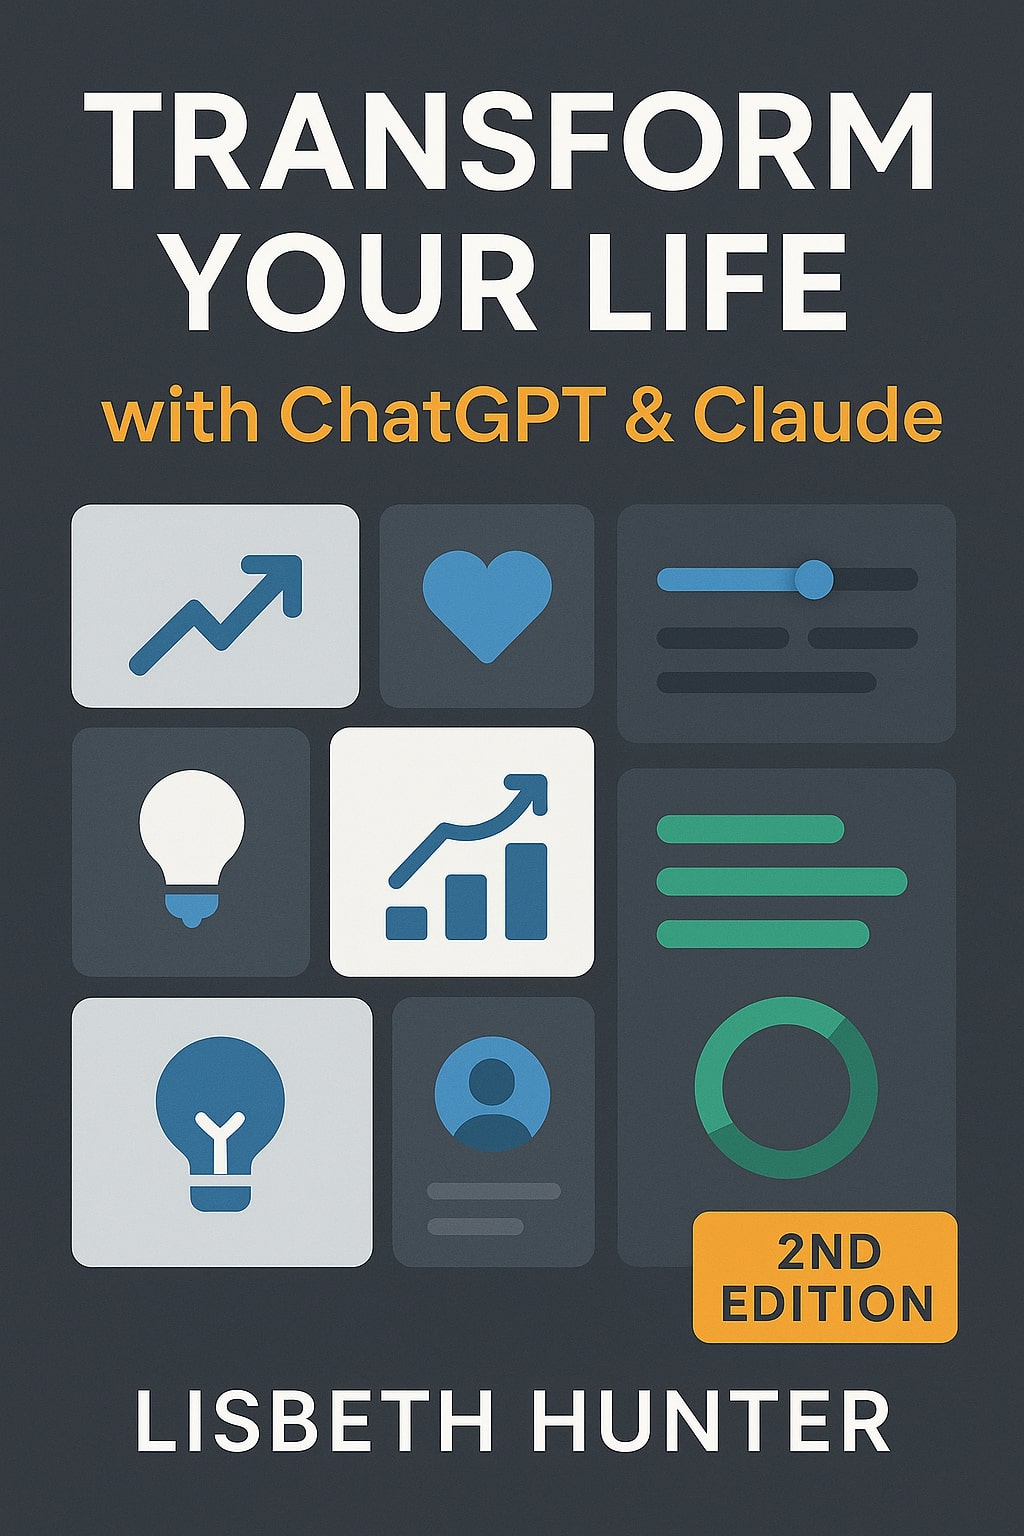 TRANSFORM
YOUR LIFE
with ChatGPT & Claude
2ND
EDITION
LISBETH HUNTER